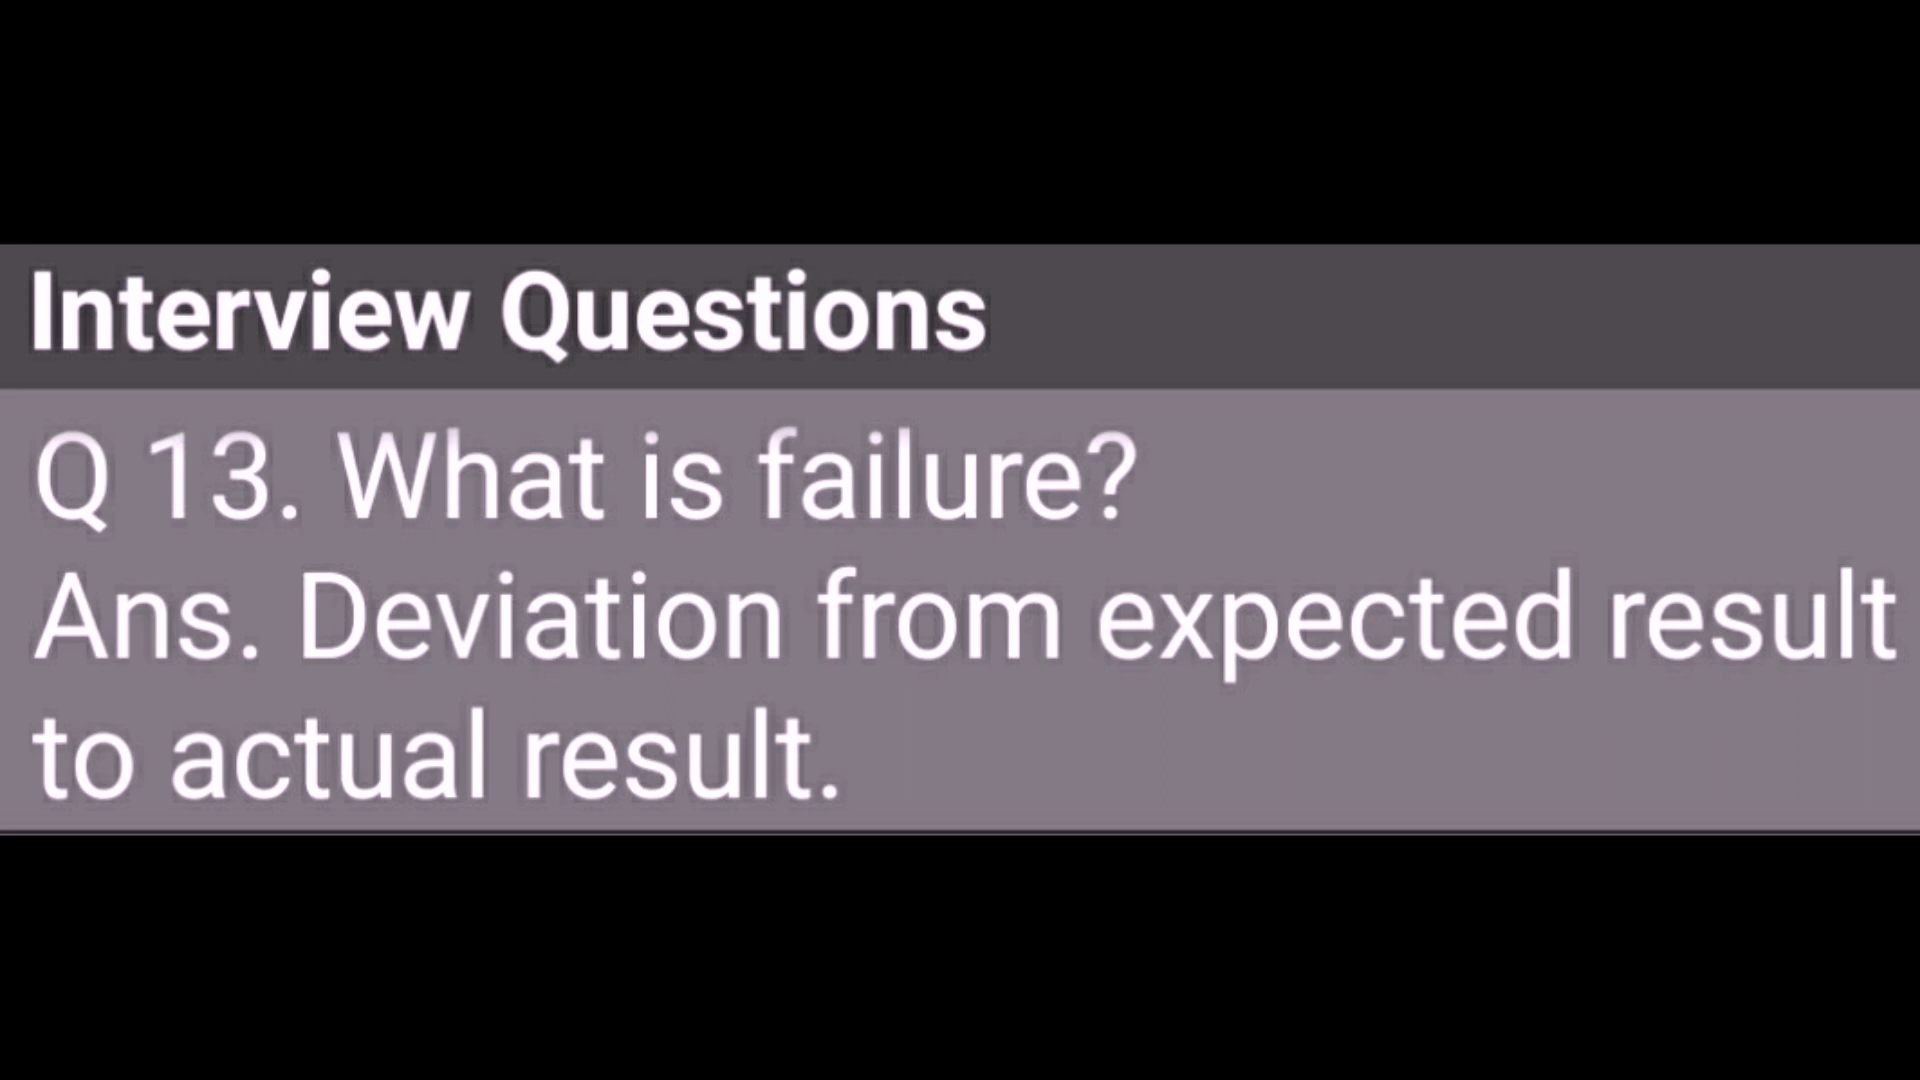 Interview Questions
Q 13. What is failure?
Ans. Deviation from expected result
to actual result.